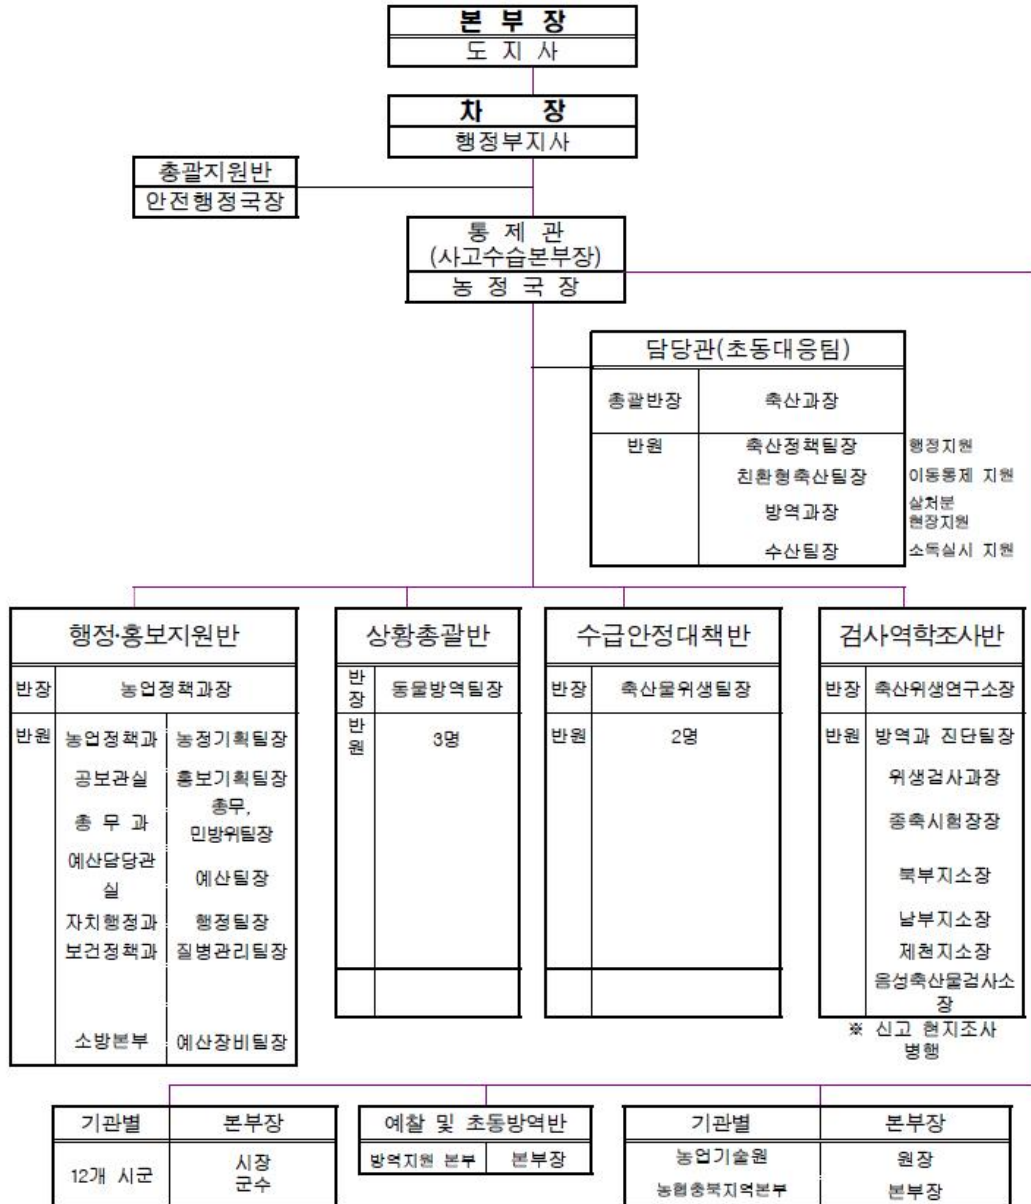 본 부 장
도 지 사
차 장
행정부지사
총괄지원반
안전행정국장
통 제 관
(사고수습본부장)
농 정 국 장
담당관(초동대응팀)
총괄반장 축산과장
반원 축산정책팀장 행정지원
친환형축산팀장 이동통제 지원
방역과장 살처분
현장지원
수산팀장 소독실시 지원
행정·홍보지원반
반장 농업정책과장
반원 농업정책과 농정기획팀장
공보관실 홍보기획팀장
총 무 과 총무,
민방위팀장
예산담당관
실 예산팀장
자치행정과 행정팀장
보건정책과 질병관리팀장
소방본부 예산장비팀장
상황총괄반
반
장 동물방역팀장
반
원 3명
수급안정대책반
반장 축산물위생팀장
반원 2명
검사·역학조사반
반장 축산위생연구소장
반원 방역과 진단팀장
위생검사과장
종축시험장장
북부지소장
남부지소장
제천지소장
음성축산물검사소
장
※ 신고 현지조사
병행
기관별 본부장
12개 시군 시장
군수
예찰 및 초동방역반
방역지원 본부 본부장
기관별 본부장
농업기술원 원장
농협충북지역본부 본부장